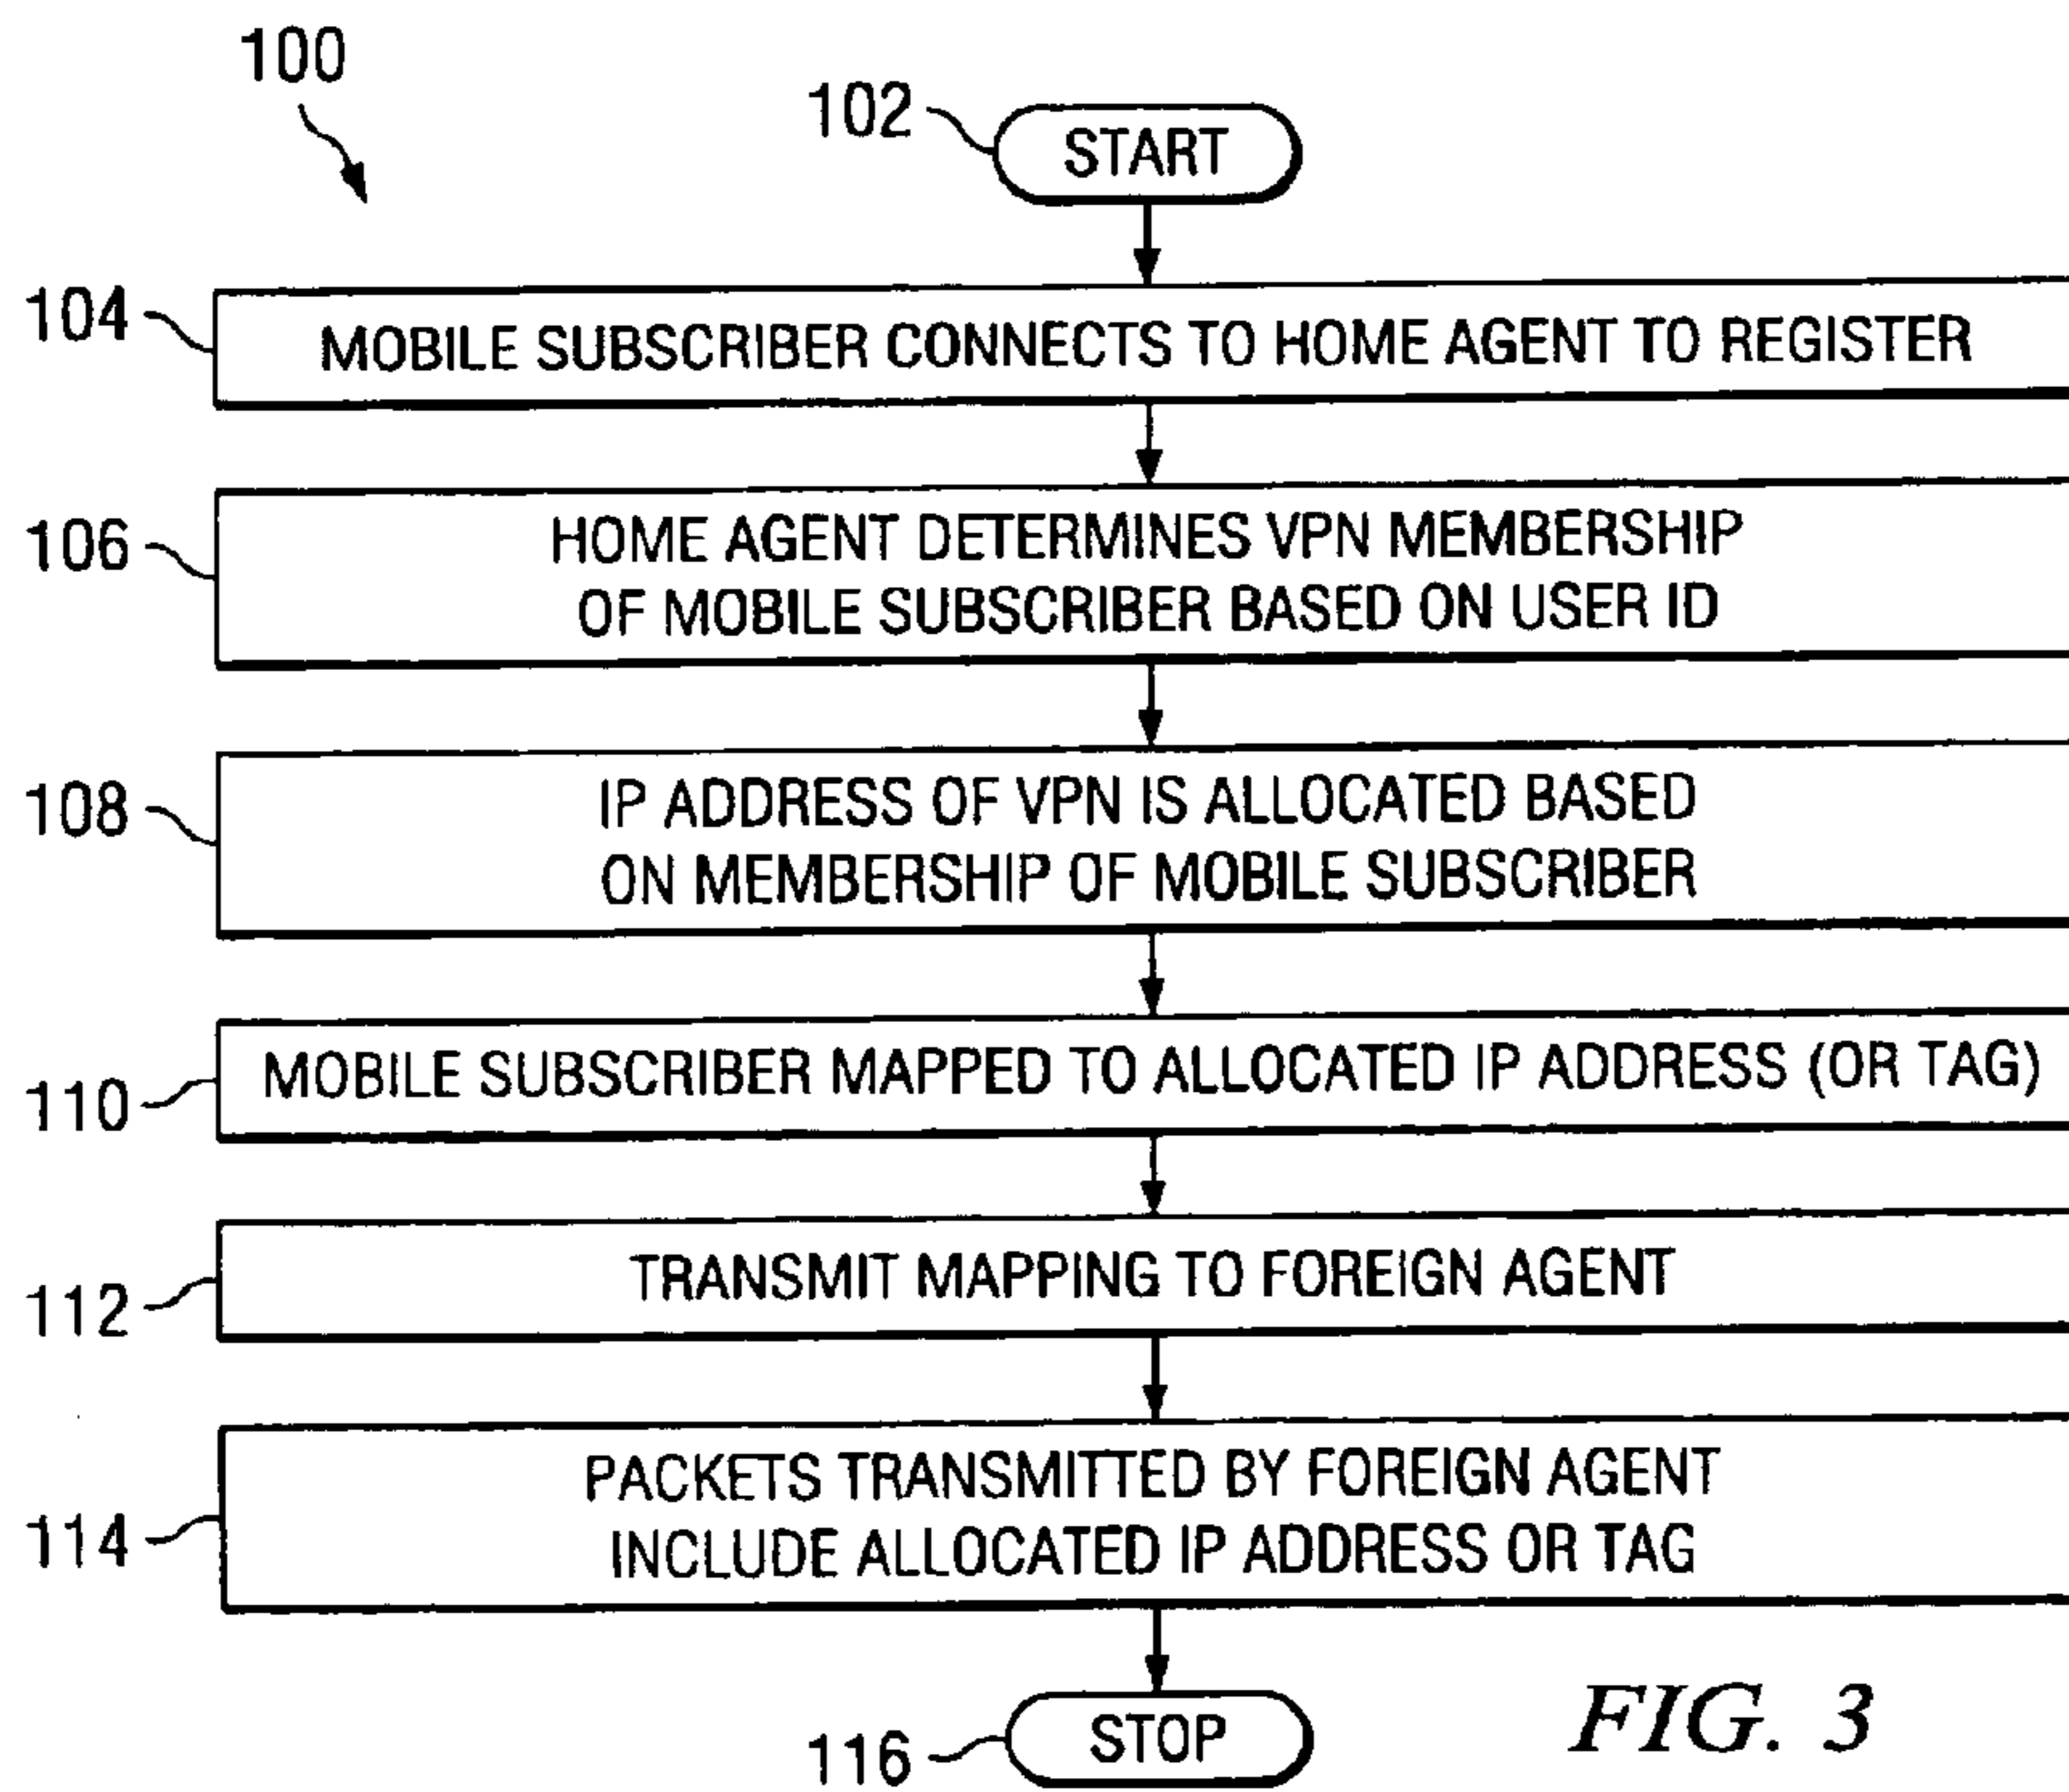 100
102
START
104
MOBILE SUBSCRIBER CONNECTS TO HOME AGENT TO REGISTER
106
HOME AGENT DETERMINES VPN MEMBERSHIP
OF MOBILE SUBSCRIBER BASED ON USER ID
108
IP ADDRESS OF VPN IS ALLOCATED BASED
ON MEMBERSHIP OF MOBILE SUBSCRIBER
110
MOBILE SUBSCRIBER MAPPED TO ALLOCATED IP ADDRESS (OR TAG)
112
TRANSMIT MAPPING TO FOREIGN AGENT
114
PACKETS TRANSMITTED BY FOREIGN AGENT
INCLUDE ALLOCATED IP ADDRESS OR TAG
116
STOP
FIG. 3